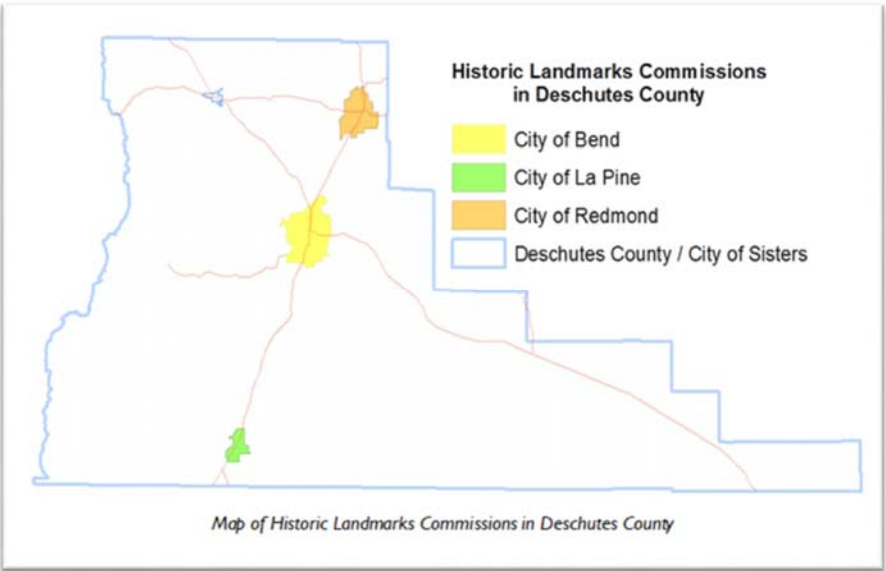 Historic Landmarks Commissions
in Deschutes County
City of Bend
City of La Pine
City of Redmond
Deschutes County / City of Sisters
Map of Historic Landmarks Commissions in Deschutes County